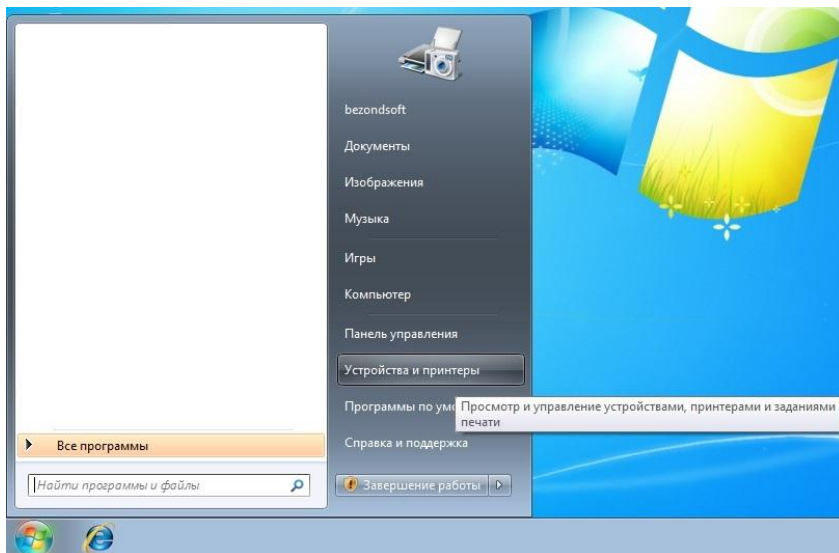 bezondsoft
Документы
Изображения
Музыка
Игры
Компьютер
Панель управления
Устройства и принтеры
Программы по умо
Просмотр и управление устройствами, принтерами и заданиями
печати
Все программы
Справка и поддержка
Найти программы и файлы
Завершение работы